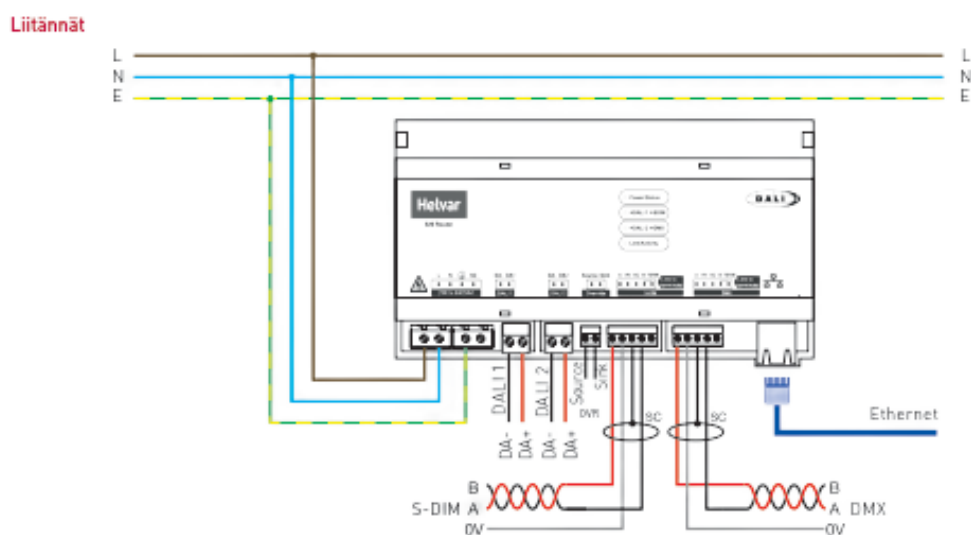 Liitännät
L L
N N
E E
Helvar
DALI
DALI 1
DALI 2
Source
Sink
OVR
SC
SC
DA-
DA+
DA-
DA+
Ethernet
B
S-DIM A
0V
B
A DMX
0V